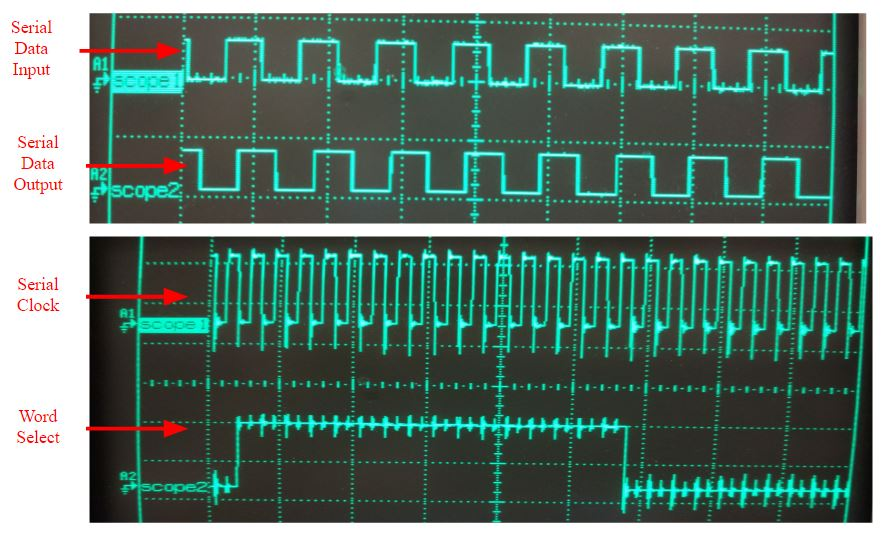 Serial
Data
Input
A1
scope1
Serial
Data
Output
A2
scope2
Serial
Clock
A1
scope1
Word
Select
A2
scope2